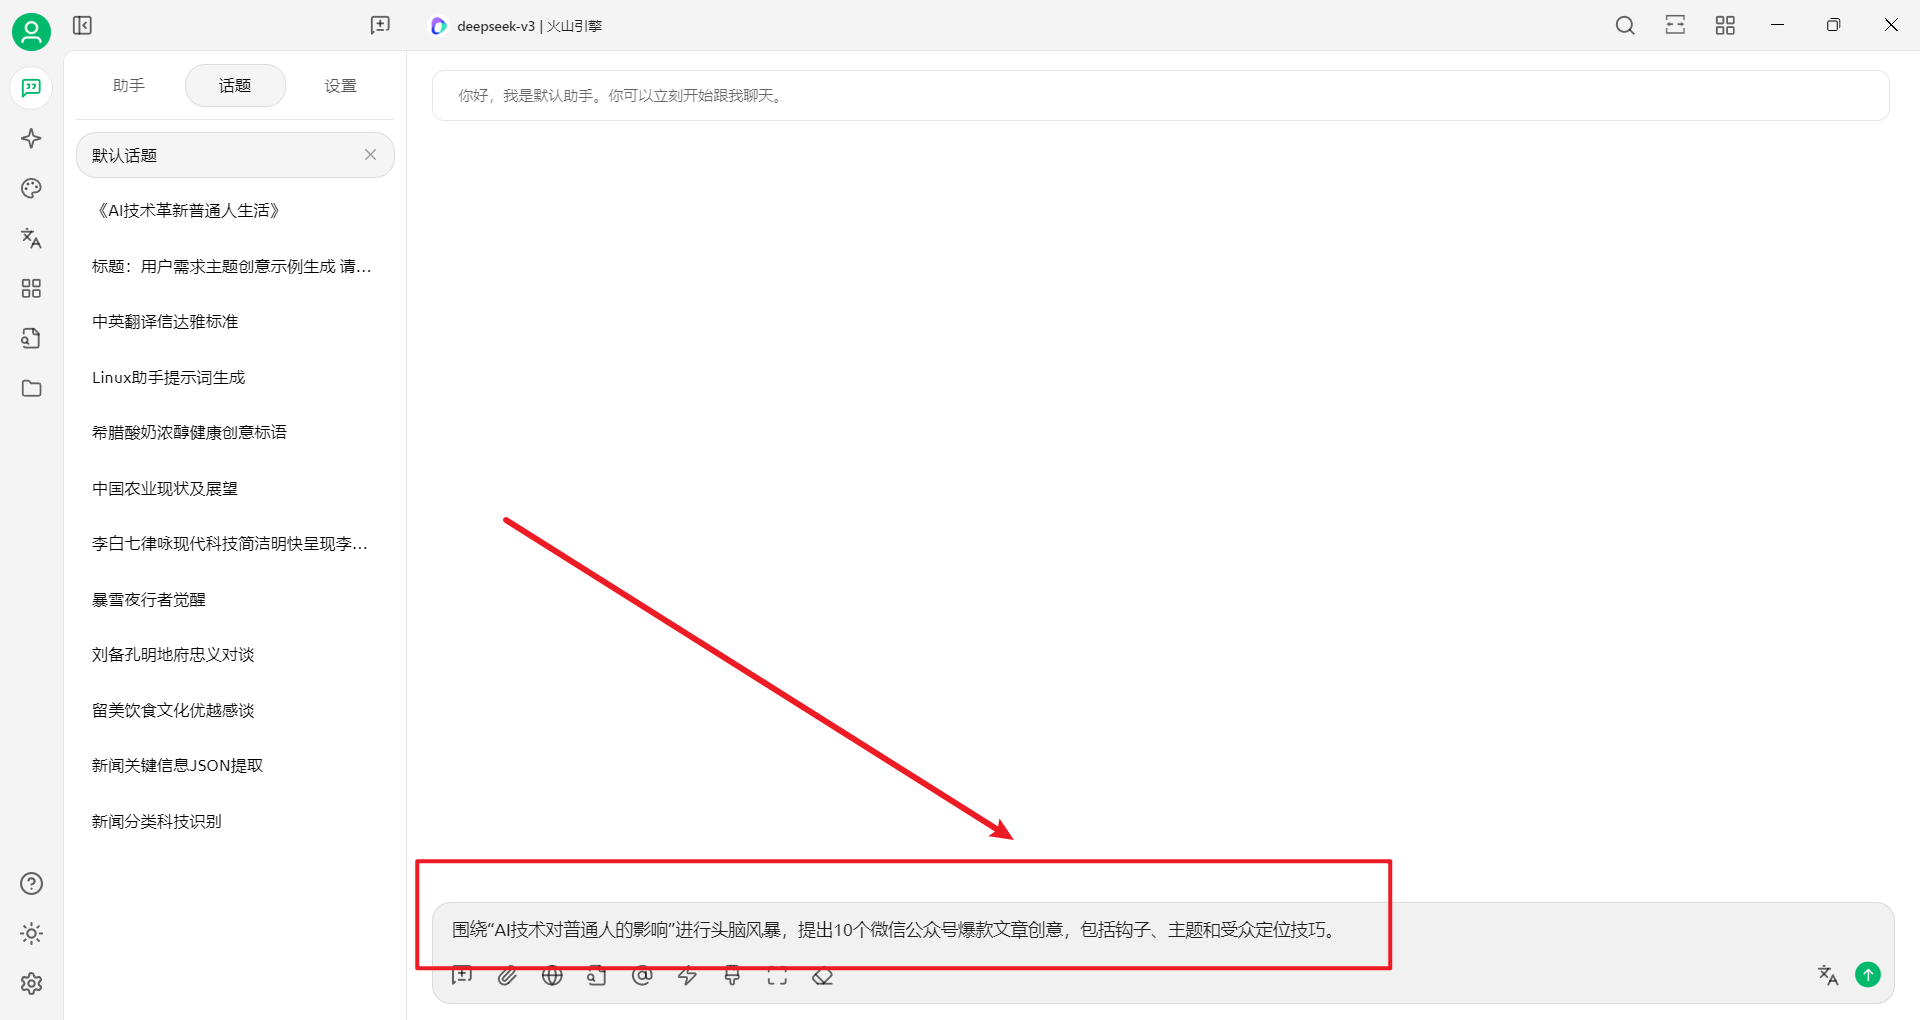 deepseek-v3 | 火山引擎
助手 话题 设置
默认话题
《AI技术革新普通人生活》
标题：用户需求主题创意示例生成 请...
中英翻译信达雅标准
Linux助手提示词生成
希腊酸奶浓醇健康创意标语
中国农业现状及展望
李白七律咏现代科技简洁明快呈现李...
暴雪夜行者觉醒
刘备孔明地府忠义对谈
留美饮食文化优越感谈
新闻关键信息JSON提取
新闻分类科技识别
你好，我是默认助手。你可以立刻开始跟我聊天。
围绕“AI技术对普通人的影响”进行头脑风暴，提出10个微信公众号爆款文章创意，包括钩子、主题和受众定位技巧。